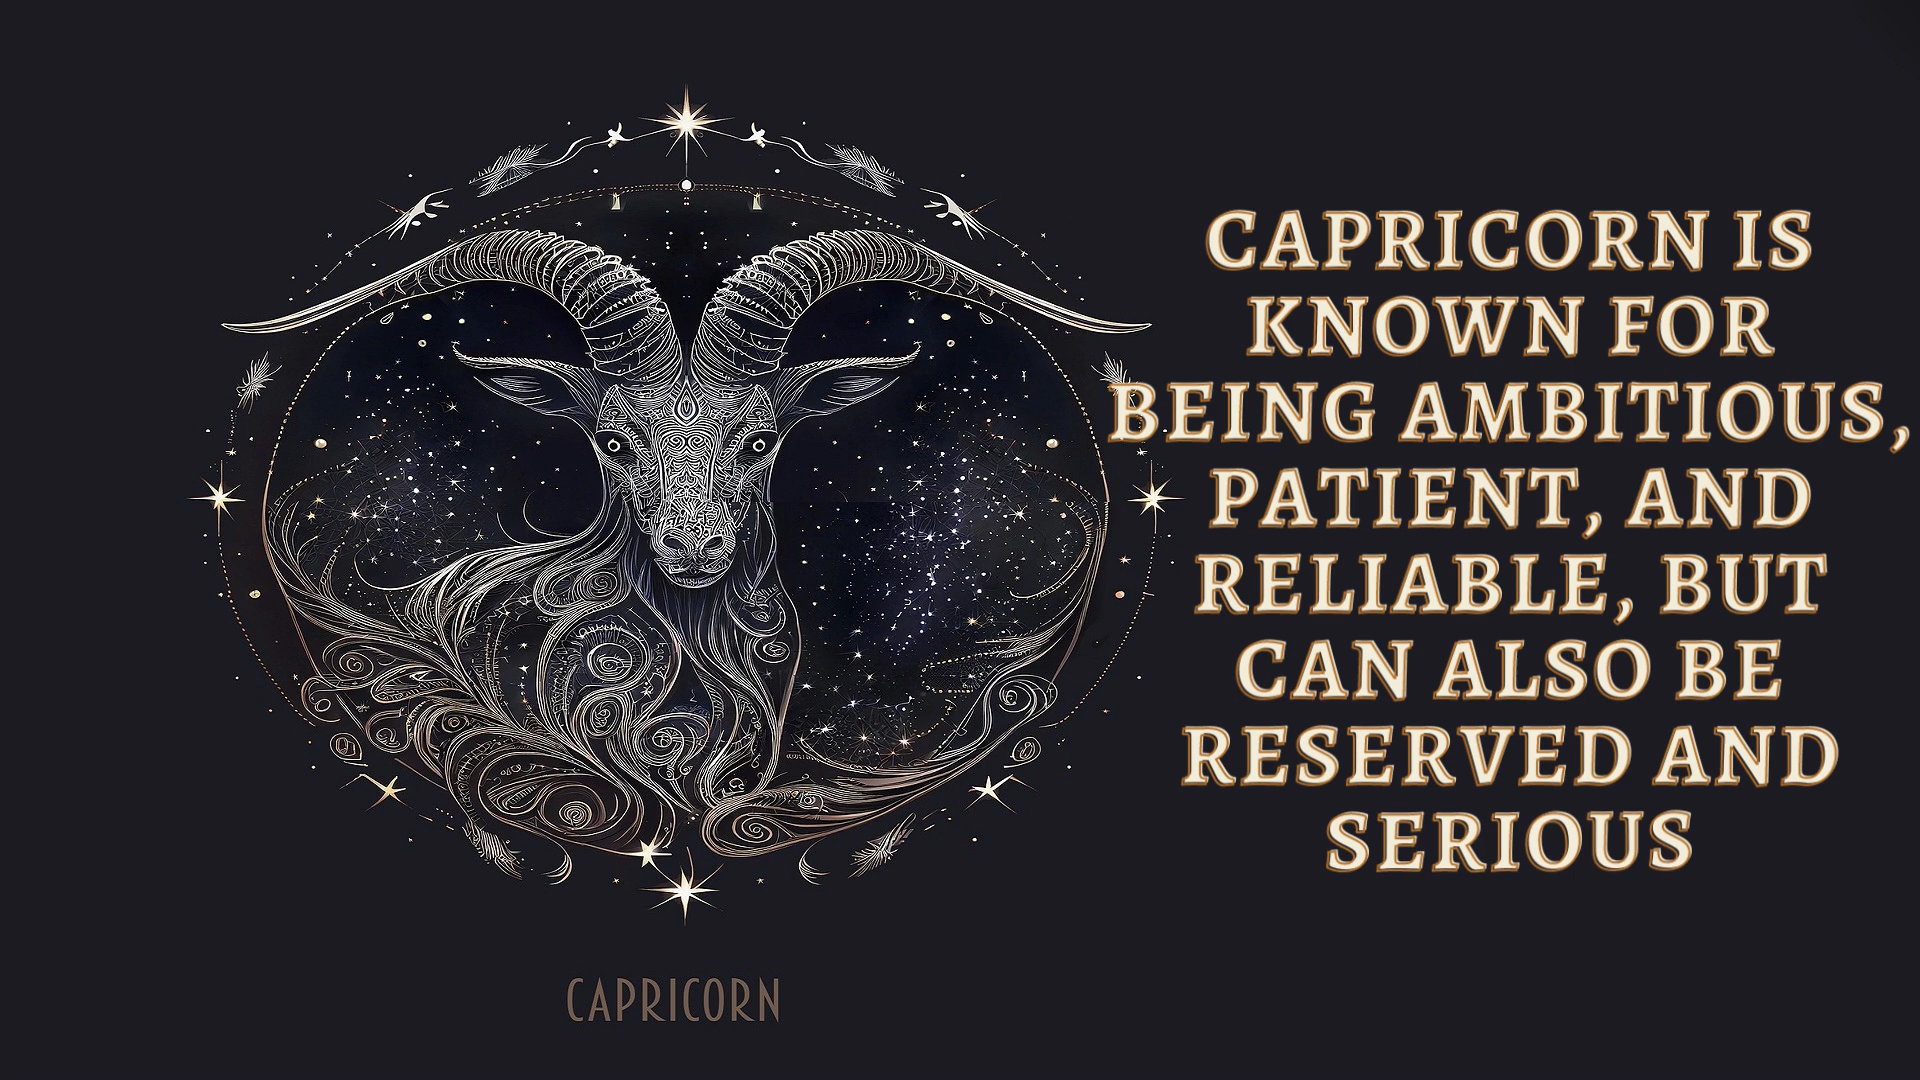 CAPRICORN IS
KNOWN FOR
BEING AMBITIOUS,
PATIENT, AND
RELIABLE, BUT
CAN ALSO BE
RESERVED AND
SERIOUS
CAPRICORN